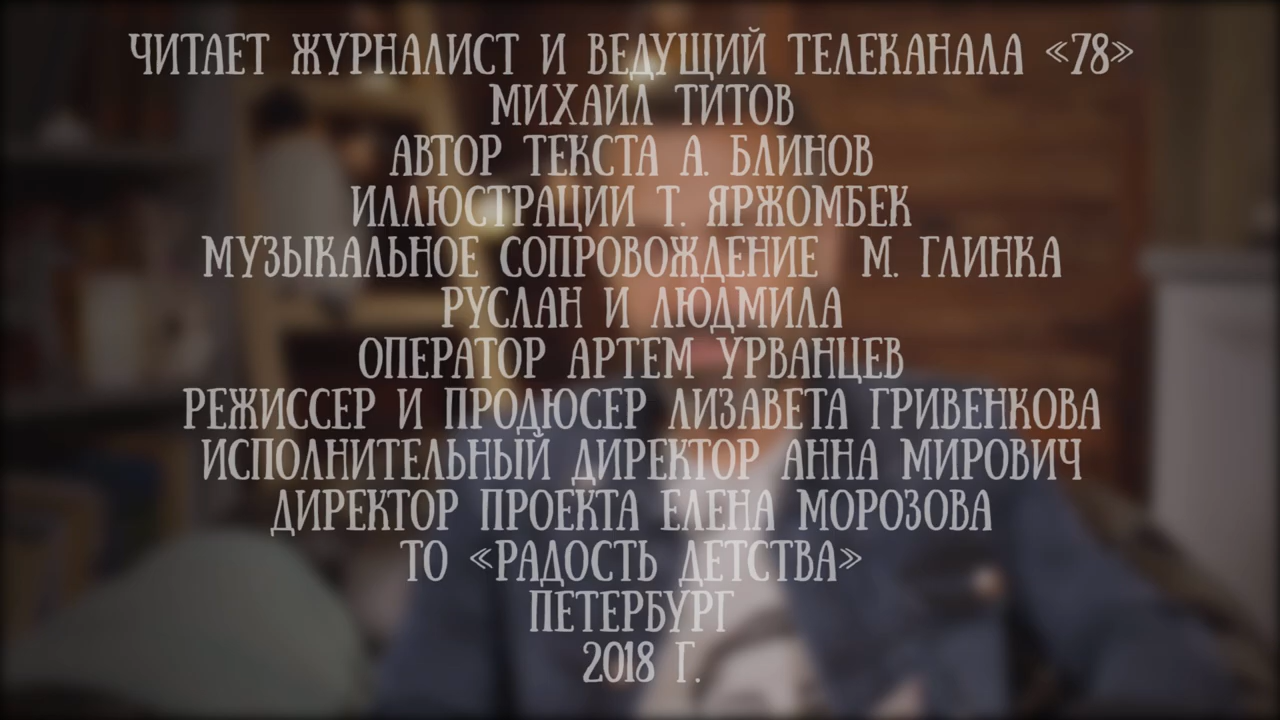 ЧИТАЕТ ЖУРНАЛИСТ И ВЕДУЩИЙ ТЕЛЕКАНАЛА «78»
МИХАИЛ ТИТОВ
АВТОР ТЕКСТА А. БЛИНОВ
ИЛЛЮСТРАЦИИ Т. ЯРЖОМБЕК
МУЗЫКАЛЬНОЕ СОПРОВОЖДЕНИЕ М. ГЛИНКА
РУСЛАН И ЛЮДМИЛА
ОПЕРАТОР АРТЕМ УРВАНЦЕВ
РЕЖИССЕР И ПРОДЮСЕР ЛИЗАВЕТА ГРИВЕНКОВА
ИСПОЛНИТЕЛЬНЫЙ ДИРЕКТОР АННА МИРОВИЧ
ДИРЕКТОР ПРОЕКТА ЕЛЕНА МОРОЗОВА
ТО «РАДОСТЬ ДЕТСТВА»
ПЕТЕРБУРГ
2018 Г.